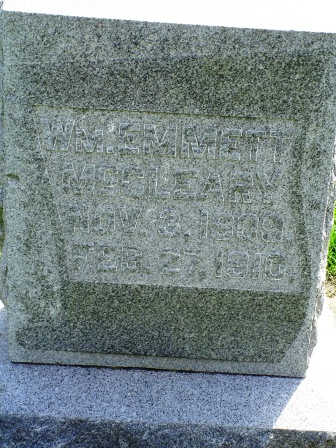 WM. EMMETT
MCCLEARY
NOV. 3, 1909.
FEB. 27, 1910.